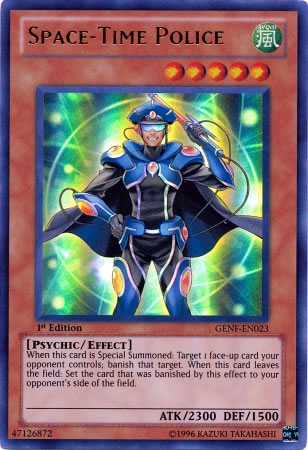 SPACE-TIME POLICE
WIND
風
1st Edition
GENF-EN023
[PSYCHIC/EFFECT]
When this card is Special Summoned: Target 1 face-up card your
opponent controls; banish that target. When this card leaves
the field: Set the card that was banished by this effect to your
opponent's side of the field.
ATK/2300 DEF/1500
47126872
©1996 KAZUKI TAKAHASHI